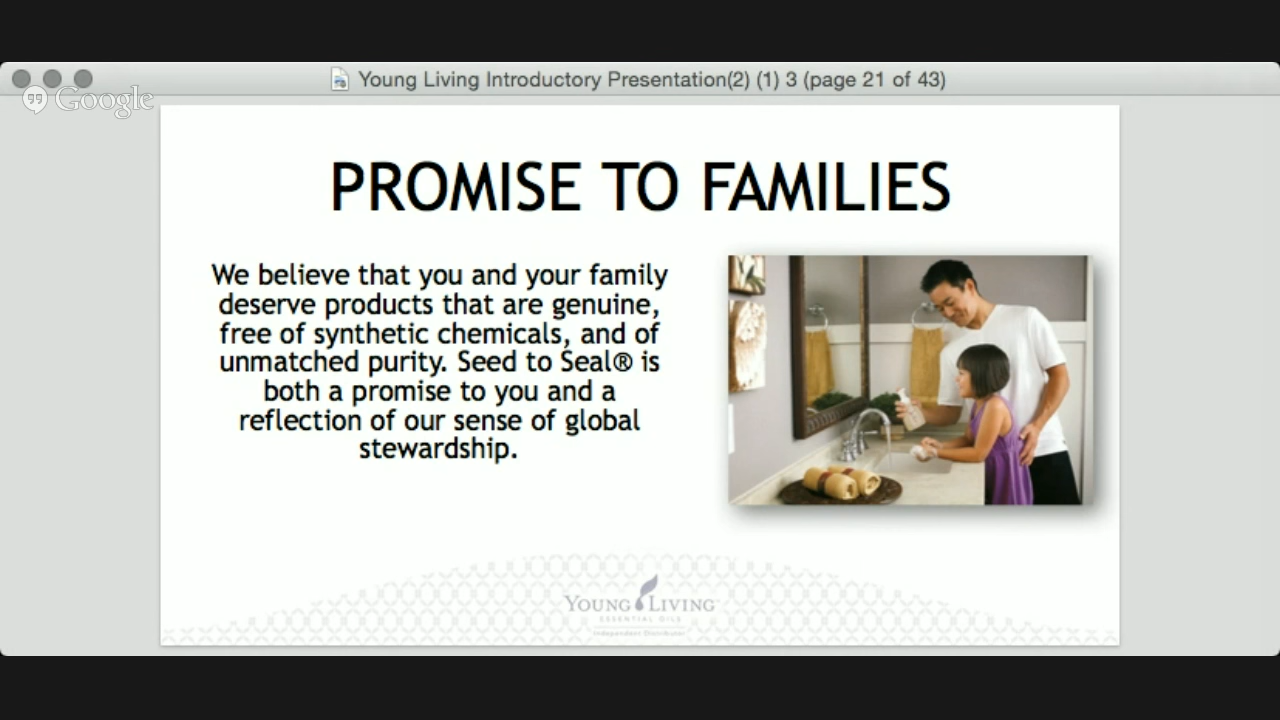 Young Living Introductory Presentation(2) (1) 3 (page 21 of 43)
Google
PROMISE TO FAMILIES
We believe that you and your family
deserve products that are genuine,
free of synthetic chemicals, and of
unmatched purity. Seed to Seal® is
both a promise to you and a
reflection of our sense of global
stewardship.
YOUNG LIVING
ESSENTIAL OILS
Independent Distributor